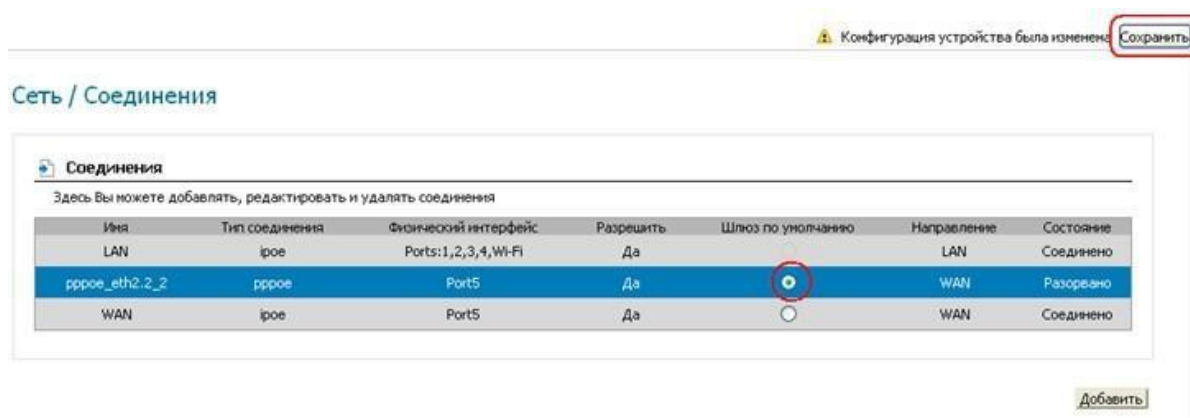 Конфигурация устройства была изменена Сохранить
Сеть / Соединения
Соединения
Здесь Вы можете добавлять, редактировать и удалять соединения
Имя Тип соединения Физический интерфейс Разрешить Шлюз по умолчанию Направление Состояние
LAN ipoe Ports:1,2,3,4,Wi-Fi Да LAN Соединено
pppoe_eth2.2_2 pppoe Port5 Да WAN Разорвано
WAN ipoe Port5 Да WAN Соединено
Добавить